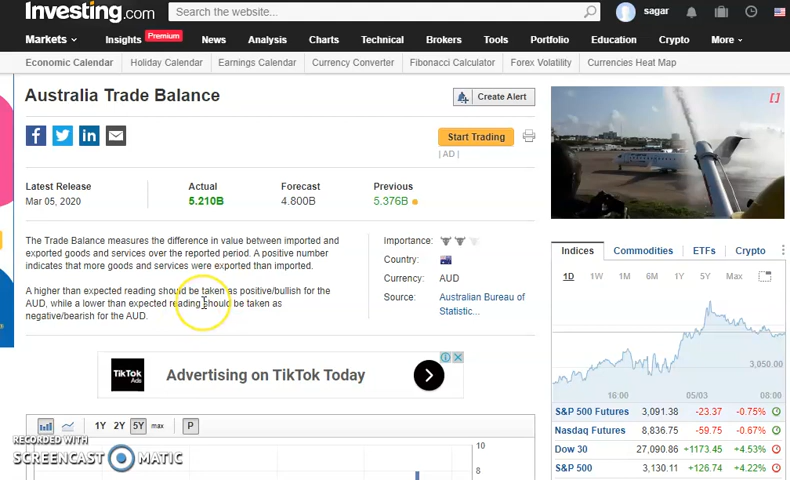 Investing.com
Search the website...
sagar
Markets
Insights
Premium
News
Analysis
Charts
Technical
Brokers
Tools
Portfolio
Education
Crypto
More
Economic Calendar
Holiday Calendar
Earnings Calendar
Currency Converter
Fibonacci Calculator
Forex Volatility
Currencies Heat Map
Australia Trade Balance
Create Alert
Start Trading
| AD |
Latest Release
Mar 05, 2020
Actual
5.210B
Forecast
4.800B
Previous
5.376B
The Trade Balance measures the difference in value between imported and
exported goods and services over the reported period. A positive number
indicates that more goods and services were exported than imported.
A higher than expected reading should be taken as positive/bullish for the
AUD, while a lower than expected reading should be taken as
negative/bearish for the AUD.
Importance:
Country:
Currency:
AUD
Source:
Australian Bureau of
Statistic...
TikTok Ads
Advertising on TikTok Today
1Y
2Y
5Y
max
P
10
8
RECORDED WITH
SCREENCAST MATIC
Indices
Commodities
ETFs
Crypto
1D
1W
1M
6M
1Y
5Y
Max
3,050.00
16:00
05/03
08:00
S&P 500 Futures 3,091.38 -23.37 -0.75%
Nasdaq Futures 8,836.75 -59.75 -0.67%
Dow 30 27,090.86 +1173.45 +4.53%
S&P 500 3,130.11 +126.74 +4.22%